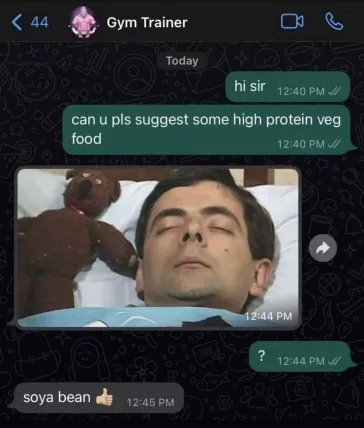 44
Gym Trainer
Today
hi sir 12:40 PM
can u pls suggest some high protein veg
food 12:40 PM
12:44 PM
? 12:44 PM
soya bean 👍🏼 12:45 PM